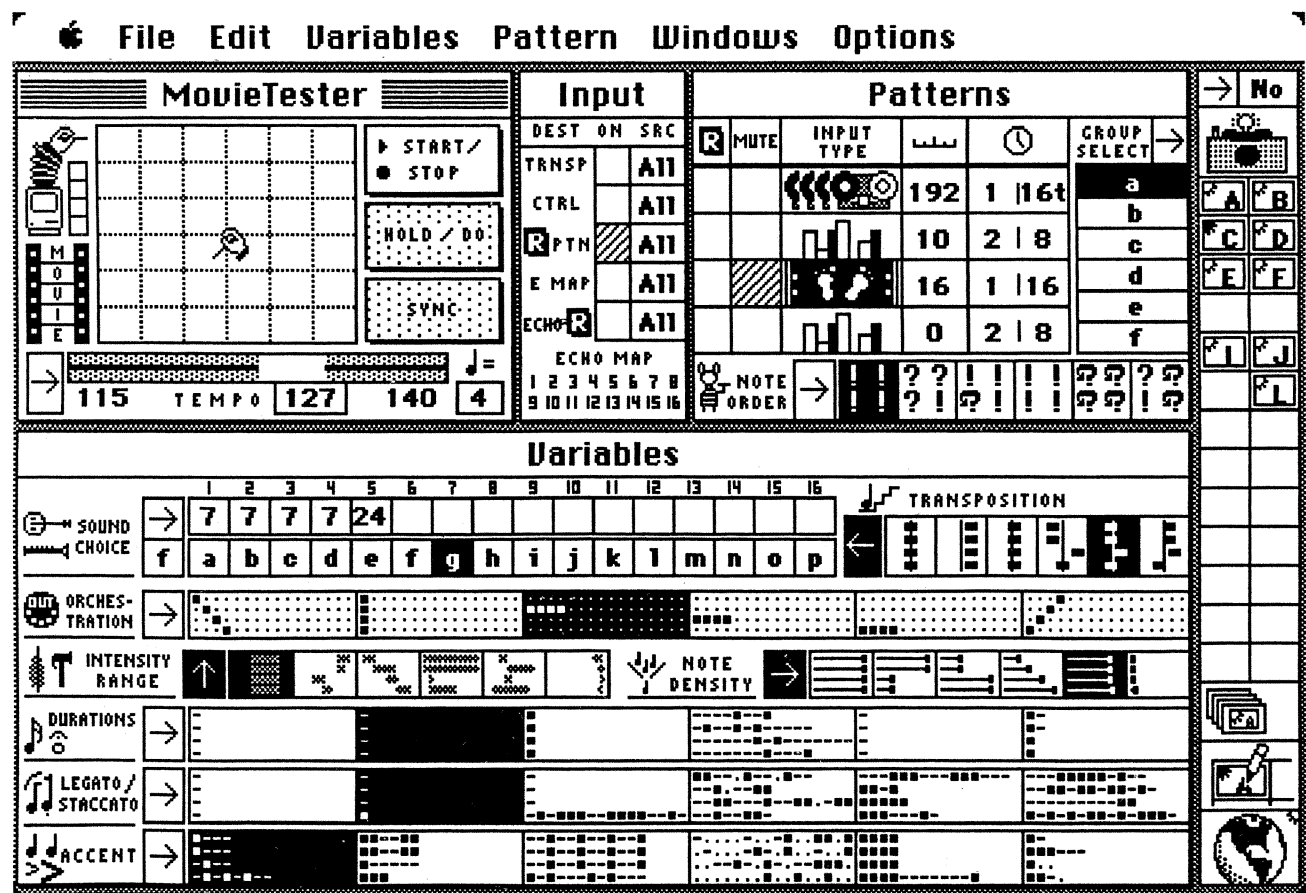 File Edit Variables Pattern Windows Options
MovieTester
START/
STOP
HOLD / DO
SYNC
MOVIE
115 TEMPO 127 140 = 4
Input
DEST ON SRC
TRNSP All
CTRL All
R PTN All
E MAP All
ECHO R All
ECHO MAP
1 2 3 4 5 6 7 8
9 10 11 12 13 14 15 16
Patterns
R MUTE INPUT TYPE GROUP SELECT
192 1 | 16t
10 2 | 8
16 1 | 16
0 2 | 8
a
b
c
d
e
f
NOTE
ORDER
? ? ! ! ! ! ? ? ? ?
? ! ? ! ! ! ? ? ! ?
No
A B
C D
E F
I J
L
A
Variables
1 2 3 4 5 6 7 8 9 10 11 12 13 14 15 16
SOUND
CHOICE
7 7 7 7 24
f a b c d e f g h i j k l m n o p
TRANSPOSITION
OUT ORCHES-
TRATION
INTENSITY
RANGE
NOTE
DENSITY
DURATIONS
LEGATO /
STACCATO
ACCENT